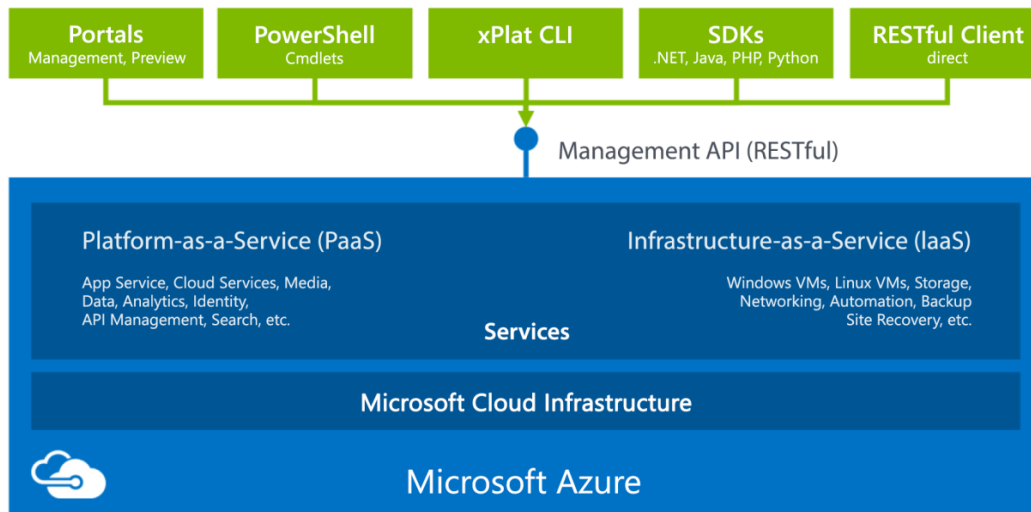 Portals
Management, Preview
PowerShell
Cmdlets
xPlat CLI
SDKs
.NET, Java, PHP, Python
RESTful Client
direct
Management API (RESTful)
Platform-as-a-Service (PaaS)
App Service, Cloud Services, Media,
Data, Analytics, Identity,
API Management, Search, etc.
Infrastructure-as-a-Service (IaaS)
Windows VMs, Linux VMs, Storage,
Networking, Automation, Backup
Site Recovery, etc.
Services
Microsoft Cloud Infrastructure
Microsoft Azure